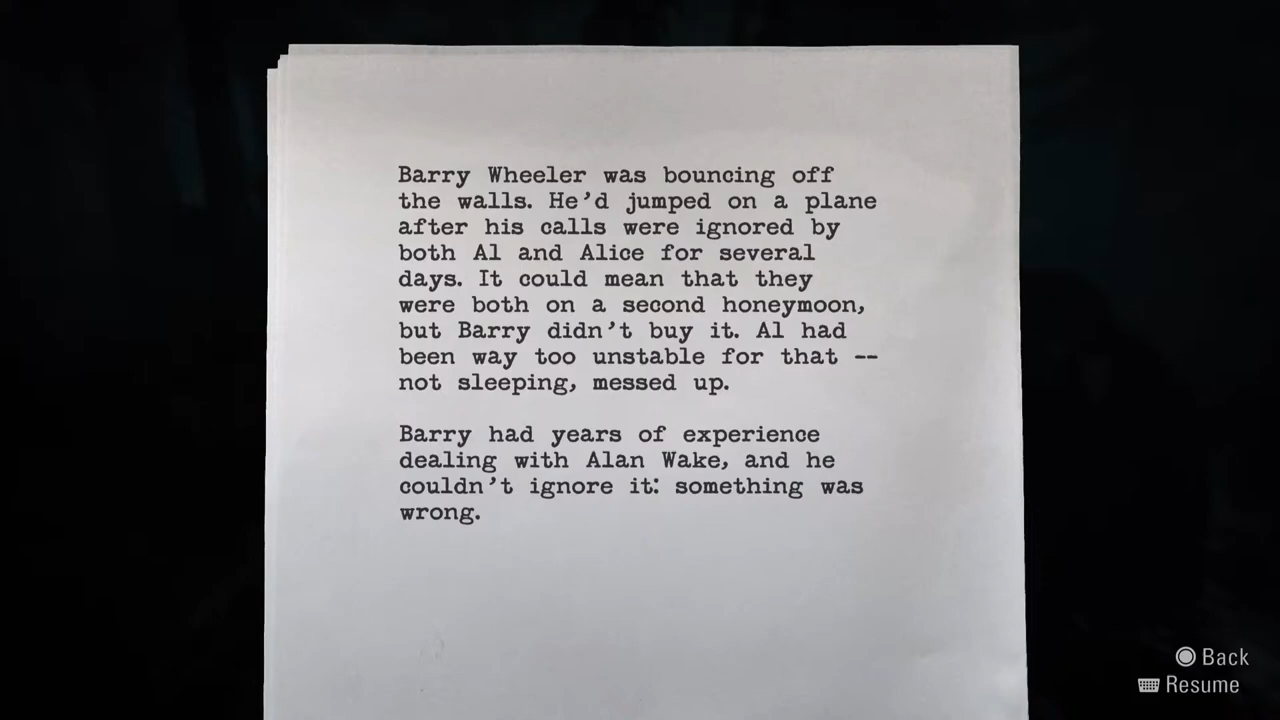 Barry Wheeler was bouncing off
the walls. He’d jumped on a plane
after his calls were ignored by
both Al and Alice for several
days. It could mean that they
were both on a second honeymoon,
but Barry didn’t buy it. Al had
been way too unstable for that --
not sleeping, messed up.
Barry had years of experience
dealing with Alan Wake, and he
couldn’t ignore it: something was
wrong.
Back
Resume